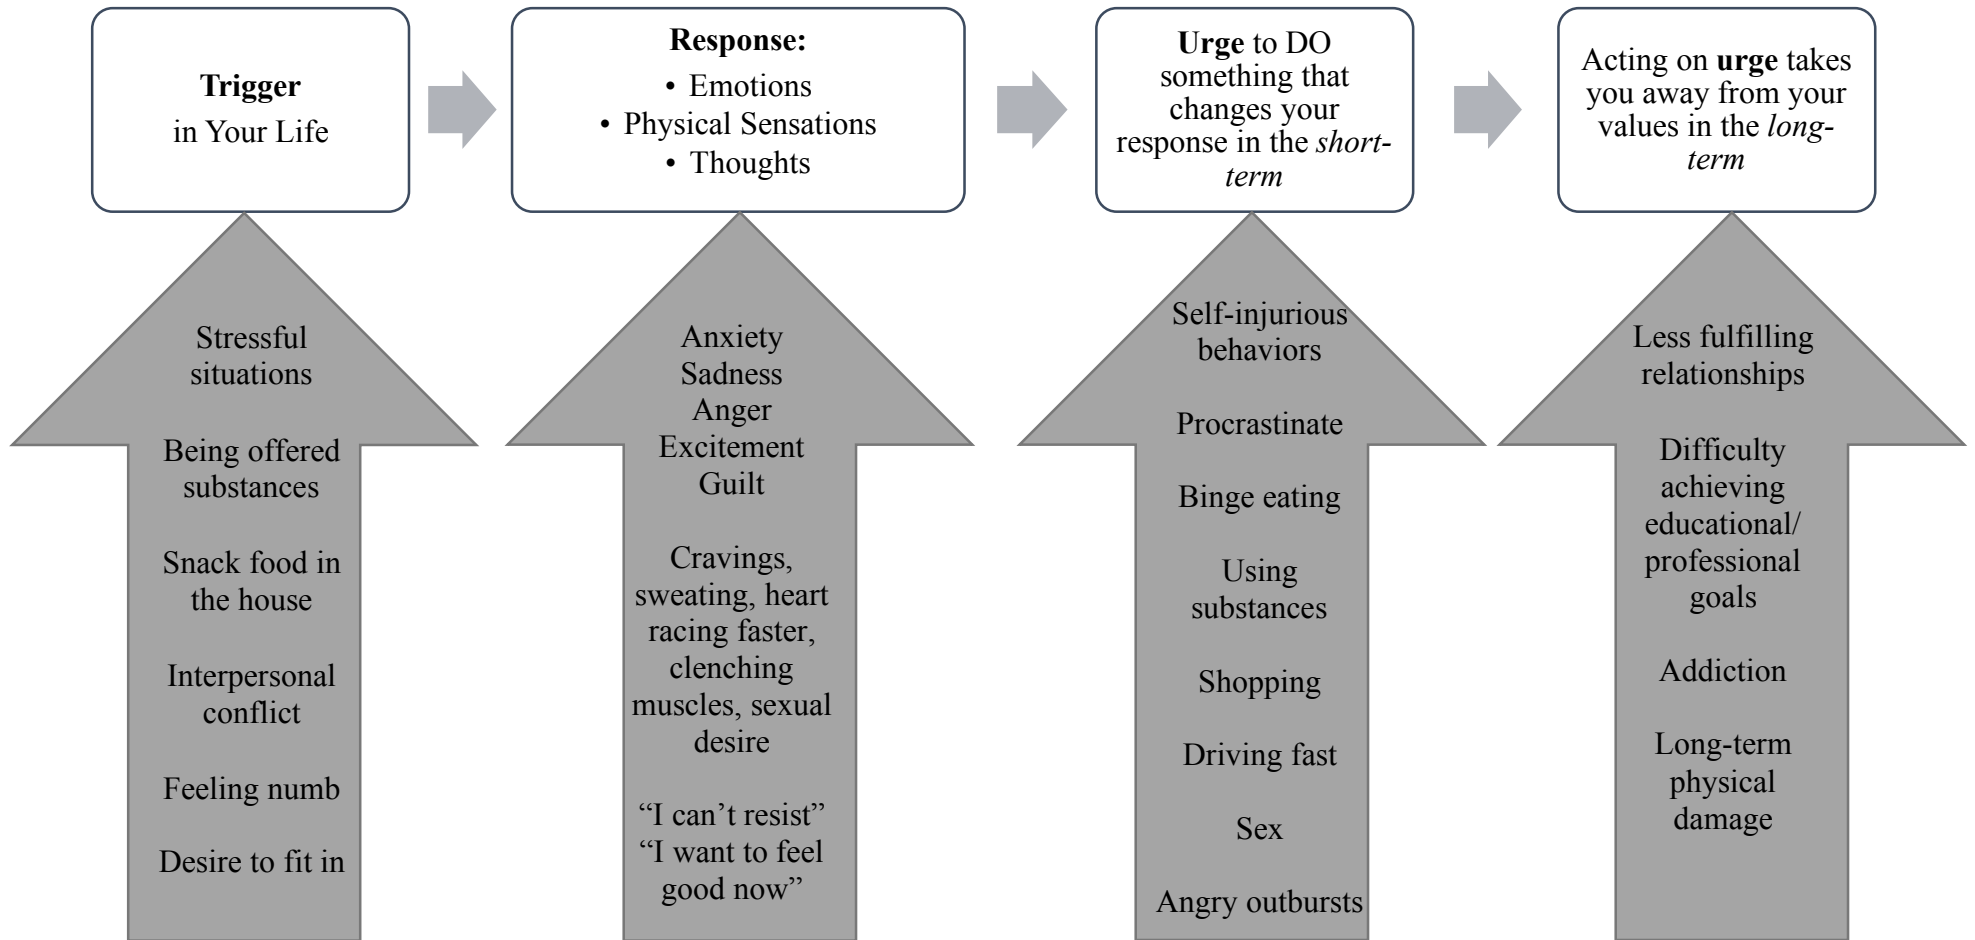 Trigger
in Your Life
Response:
• Emotions
• Physical Sensations
• Thoughts
Urge to DO
something that
changes your
response in the short-
term
Acting on urge takes
you away from your
values in the long-
term
Stressful
situations
Being offered
substances
Snack food in
the house
Interpersonal
conflict
Feeling numb
Desire to fit in
Anxiety
Sadness
Anger
Excitement
Guilt
Cravings,
sweating, heart
racing faster,
clenching
muscles, sexual
desire
“I can’t resist”
“I want to feel
good now”
Self-injurious
behaviors
Procrastinate
Binge eating
Using
substances
Shopping
Driving fast
Sex
Angry outbursts
Less fulfilling
relationships
Difficulty
achieving
educational/
professional
goals
Addiction
Long-term
physical
damage